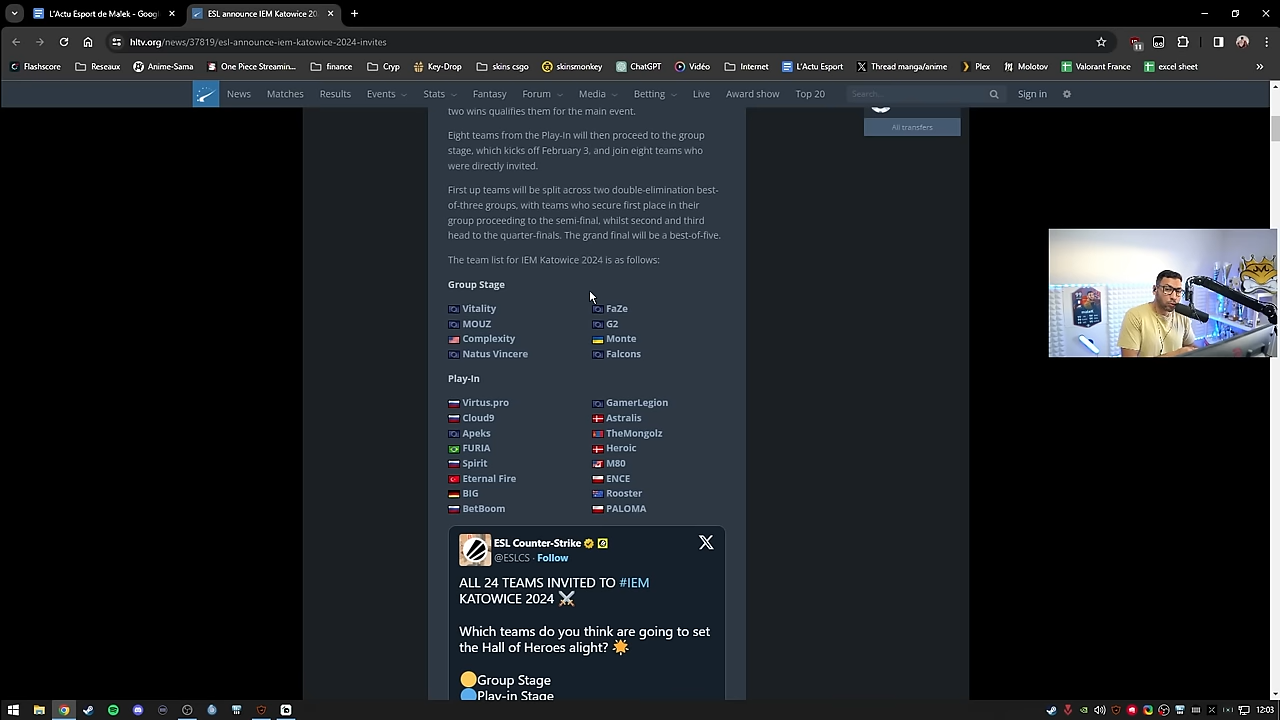 L'Actu Esport de Malek - Googl
ESL announce IEM Katowice 20
hltv.org/news/37819/esl-announce-iem-katowice-2024-invites
Flashscore
Reseaux
Anime-Sama
One Piece Streamin...
finance
Cryp
Key-Drop
skins csgo
skinsmonkey
ChatGPT
Vidéo
Internet
L'Actu Esport
Thread manga/anime
Plex
Molotov
Valorant France
excel sheet
News
Matches
Results
Events
Stats
Fantasy
Forum
Media
Betting
Live
Award show
Top 20
Search...
Sign in
All transfers
two wins qualifies them for the main event.
Eight teams from the Play-In will then proceed to the group
stage, which kicks off February 3, and join eight teams who
were directly invited.
First up teams will be split across two double-elimination best-
of-three groups, with teams who secure first place in their
group proceeding to the semi-final, whilst second and third
head to the quarter-finals. The grand final will be a best-of-five.
The team list for IEM Katowice 2024 is as follows:
Group Stage
Vitality FaZe
MOUZ G2
Complexity Monte
Natus Vincere Falcons
Play-In
Virtus.pro GamerLegion
Cloud9 Astralis
Apeks TheMongolz
FURIA Heroic
Spirit M80
Eternal Fire ENCE
BIG Rooster
BetBoom PALOMA
ESL Counter-Strike
@ESLCS · Follow
ALL 24 TEAMS INVITED TO #IEM
KATOWICE 2024 ⚔️
Which teams do you think are going to set
the Hall of Heroes alight? ☀️
🟡Group Stage
🔵Play-in Stage
12:03